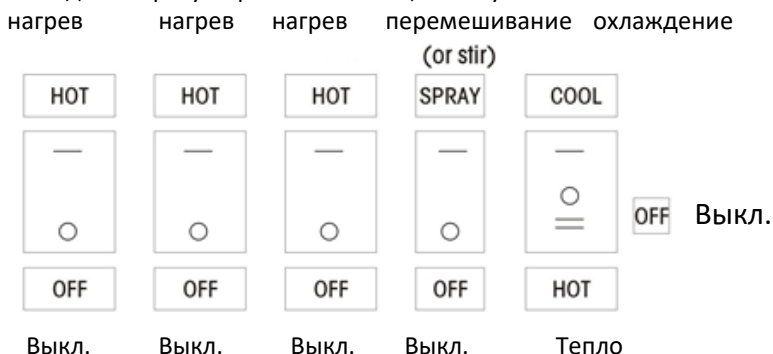 нагрев нагрев нагрев перемешивание охлаждение
(or stir)
HOT HOT HOT SPRAY COOL
OFF Выкл.
OFF OFF OFF OFF HOT
Выкл. Выкл. Выкл. Выкл. Тепло